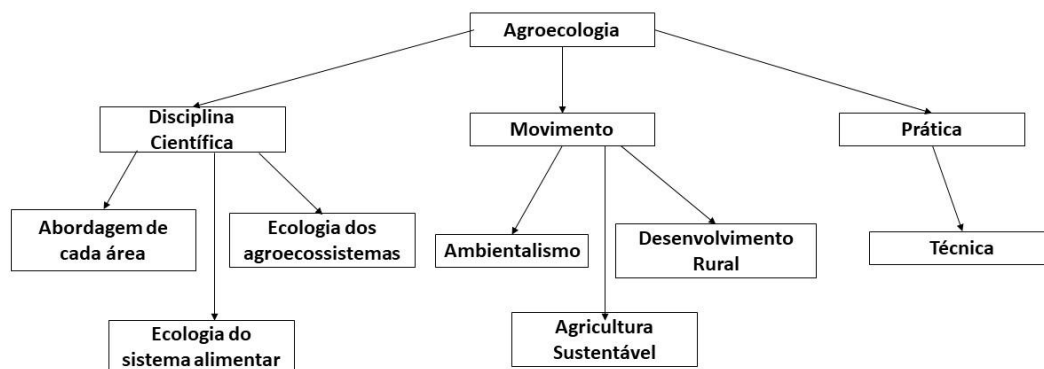 Agroecologia
Disciplina
Científica
Movimento
Prática
Abordagem de
cada área
Ecologia dos
agroecossistemas
Ambientalismo
Desenvolvimento
Rural
Técnica
Ecologia do
sistema alimentar
Agricultura
Sustentável